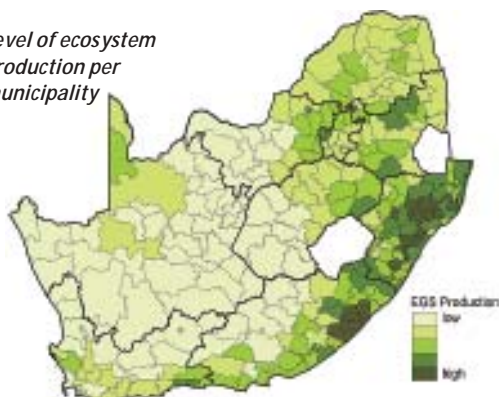 evel of ecosystem
roduction per
unicipality
EGS Production
low
high